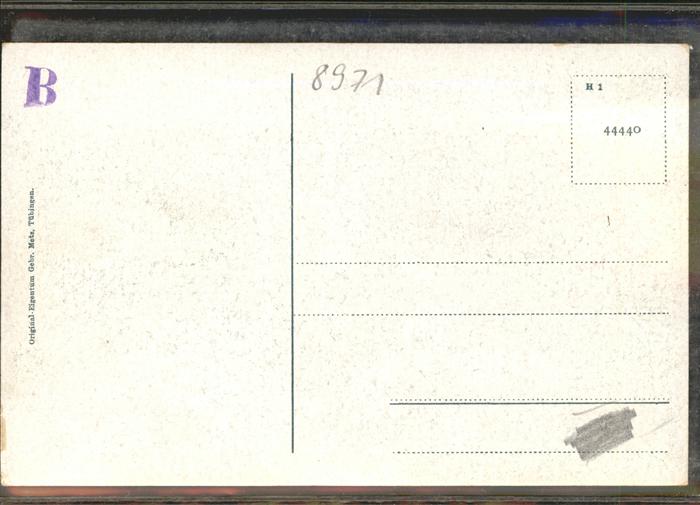 B
8971
H 1
44440
Original-Eigentum Gebr. Metz, Tübingen.